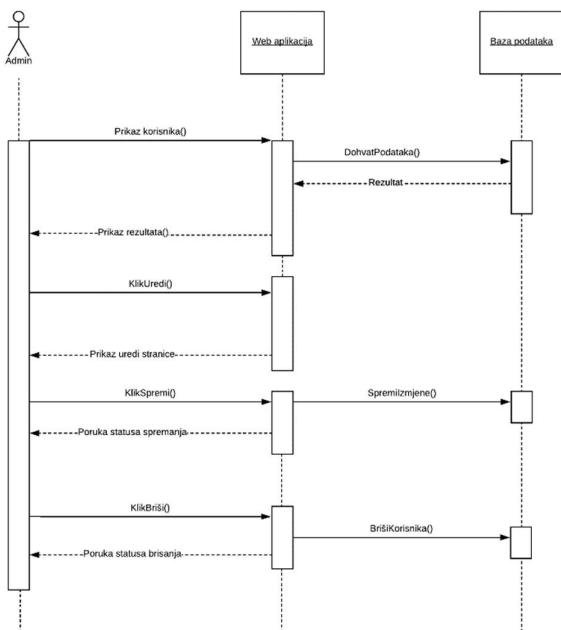 Web aplikacija
Baza podataka
Admin
Prikaz korisnika()
DohvatPodataka()
Rezultat
Prikaz rezultata()
KlikUredi()
Prikaz uredi stranice
KlikSpremi()
SpremiIzmjene()
Poruka statusa spremanja
KlikBriši()
BrišiKorisnika()
Poruka statusa brisanja